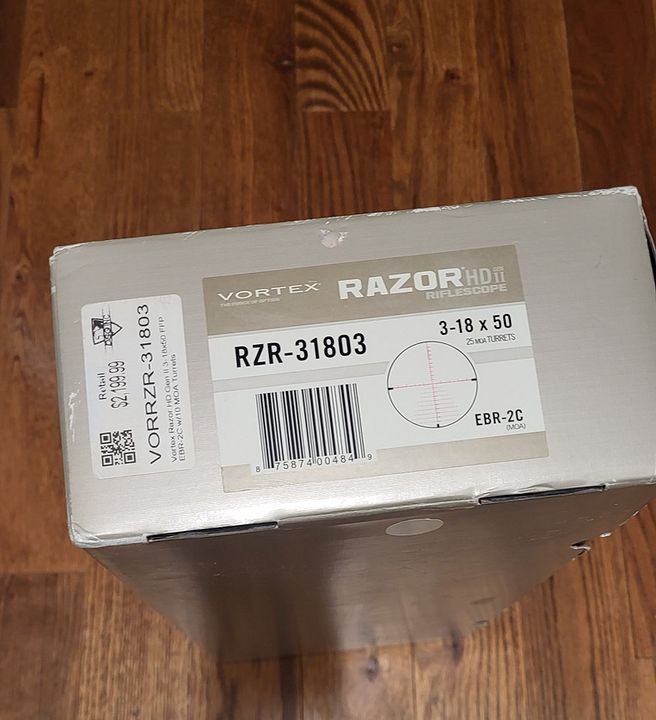 VORTEX
THE FORCE OF OPTICS
RAZOR HD GEN II
RIFLESCOPE
RZR-31803
3-18 x 50
25 MOA TURRETS
EBR-2C
(MOA)
8 75874 00484 9
Retail
$2,199.99
VORRZR-31803
Vortex Razor HD Gen II 3-18x50 FFP
EBR-2C w/10 MOA Turrets